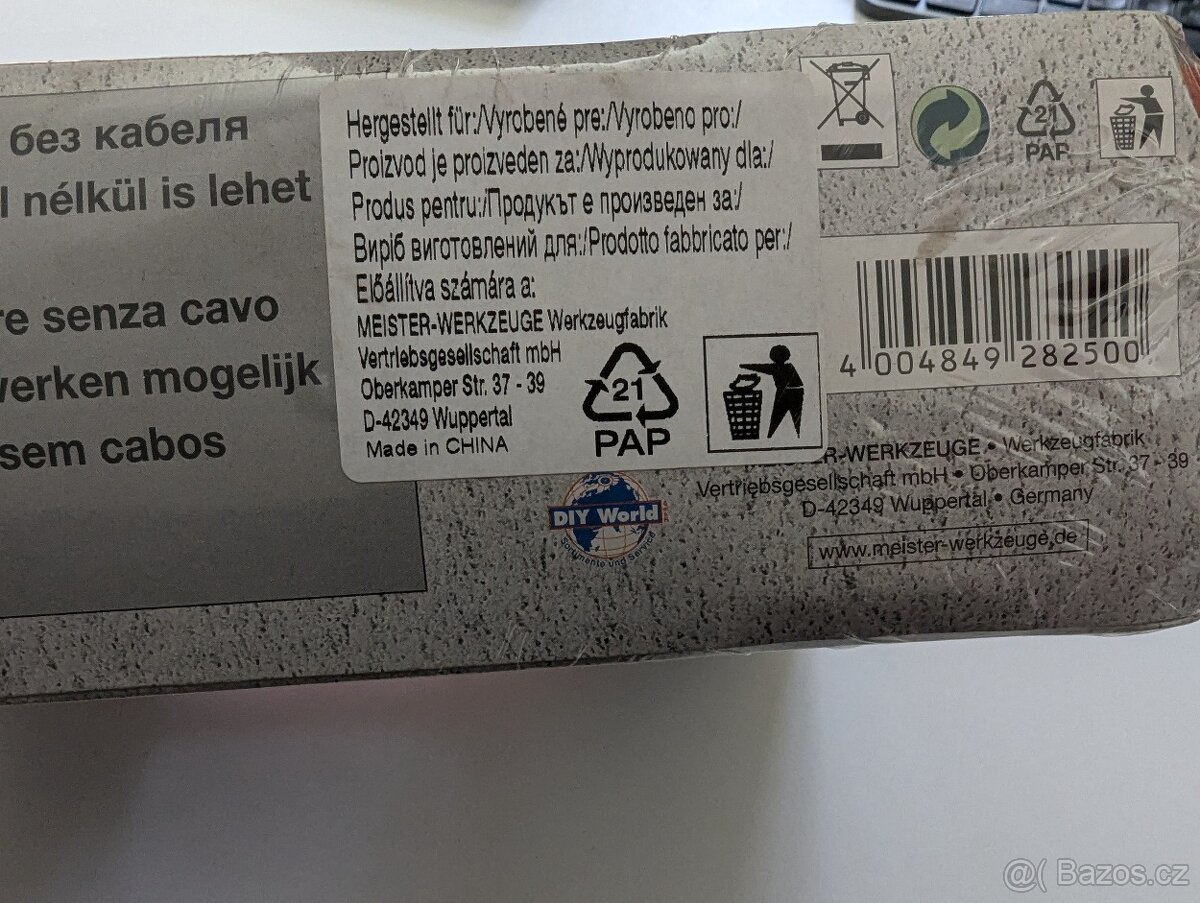 без кабеля
l nélkül is lehet
re senza cavo
werken mogelijk
sem cabos
Hergestellt für:/Vyrobené pre:/Vyrobeno pro:/
Proizvod je proizveden za:/Wyprodukowany dla:/
Produs pentru:/Продукът е произведен за:/
Виріб виготовлений для:/Prodotto fabbricato per:/
Előállítva számára a:
MEISTER-WERKZEUGE Werkzeugfabrik
Vertriebsgesellschaft mbH
Oberkamper Str. 37 - 39
D-42349 Wuppertal
Made in CHINA
21
PAP
21
PAP
4 004849 282500
R-WERKZEUGE • Werkzeugfabrik
Vertriebsgesellschaft mbH • Oberkamper Str. 37 - 39
D-42349 Wuppertal • Germany
www.meister-werkzeuge.de
DIY World
und Service
@( Bazos.cz